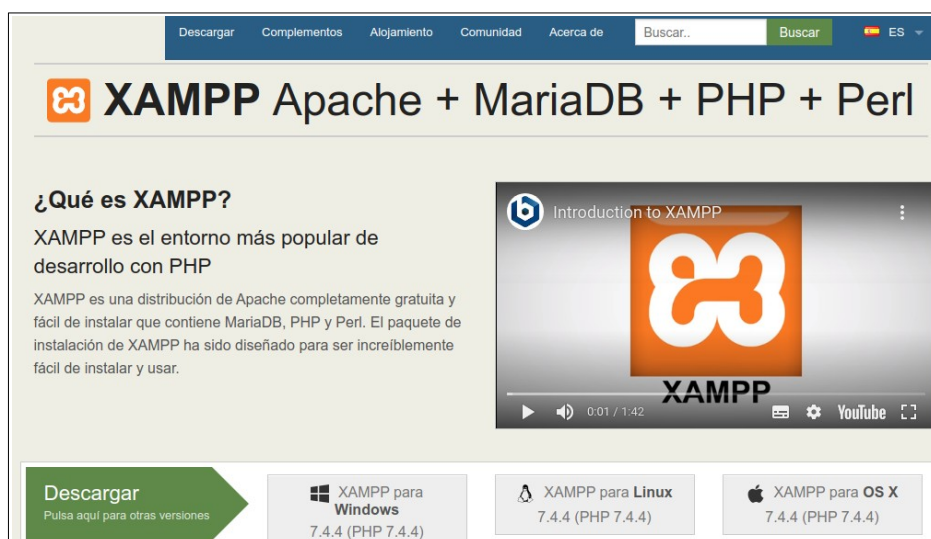 Descargar Complementos Alojamiento Comunidad Acerca de Buscar.. Buscar ES
XAMPP Apache + MariaDB + PHP + Perl
¿Qué es XAMPP?
XAMPP es el entorno más popular de
desarrollo con PHP
XAMPP es una distribución de Apache completamente gratuita y
fácil de instalar que contiene MariaDB, PHP y Perl. El paquete de
instalación de XAMPP ha sido diseñado para ser increíblemente
fácil de instalar y usar.
Introduction to XAMPP
XAMPP
0:01 / 1:42 YouTube
Descargar
Pulsa aquí para otras versiones
XAMPP para
Windows
7.4.4 (PHP 7.4.4)
XAMPP para Linux
7.4.4 (PHP 7.4.4)
XAMPP para OS X
7.4.4 (PHP 7.4.4)